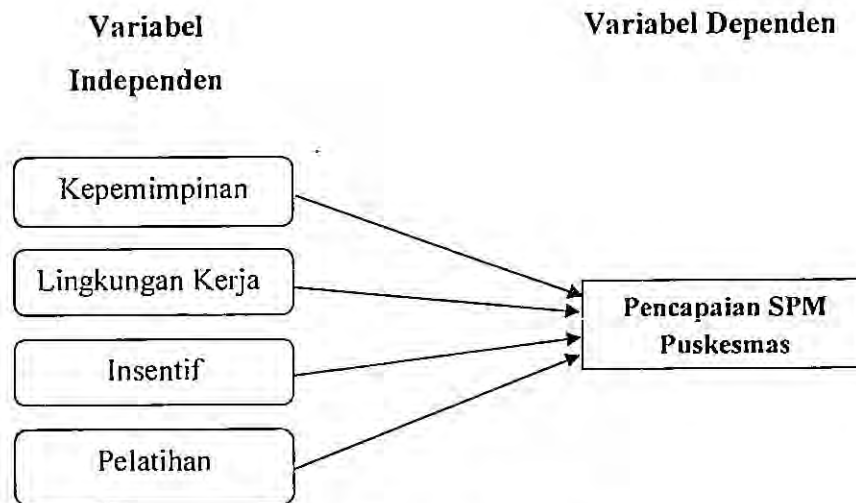 Variabel
Independen
Variabel Dependen
Kepemimpinan
Lingkungan Kerja
Insentif
Pelatihan
Pencapaian SPM
Puskesmas